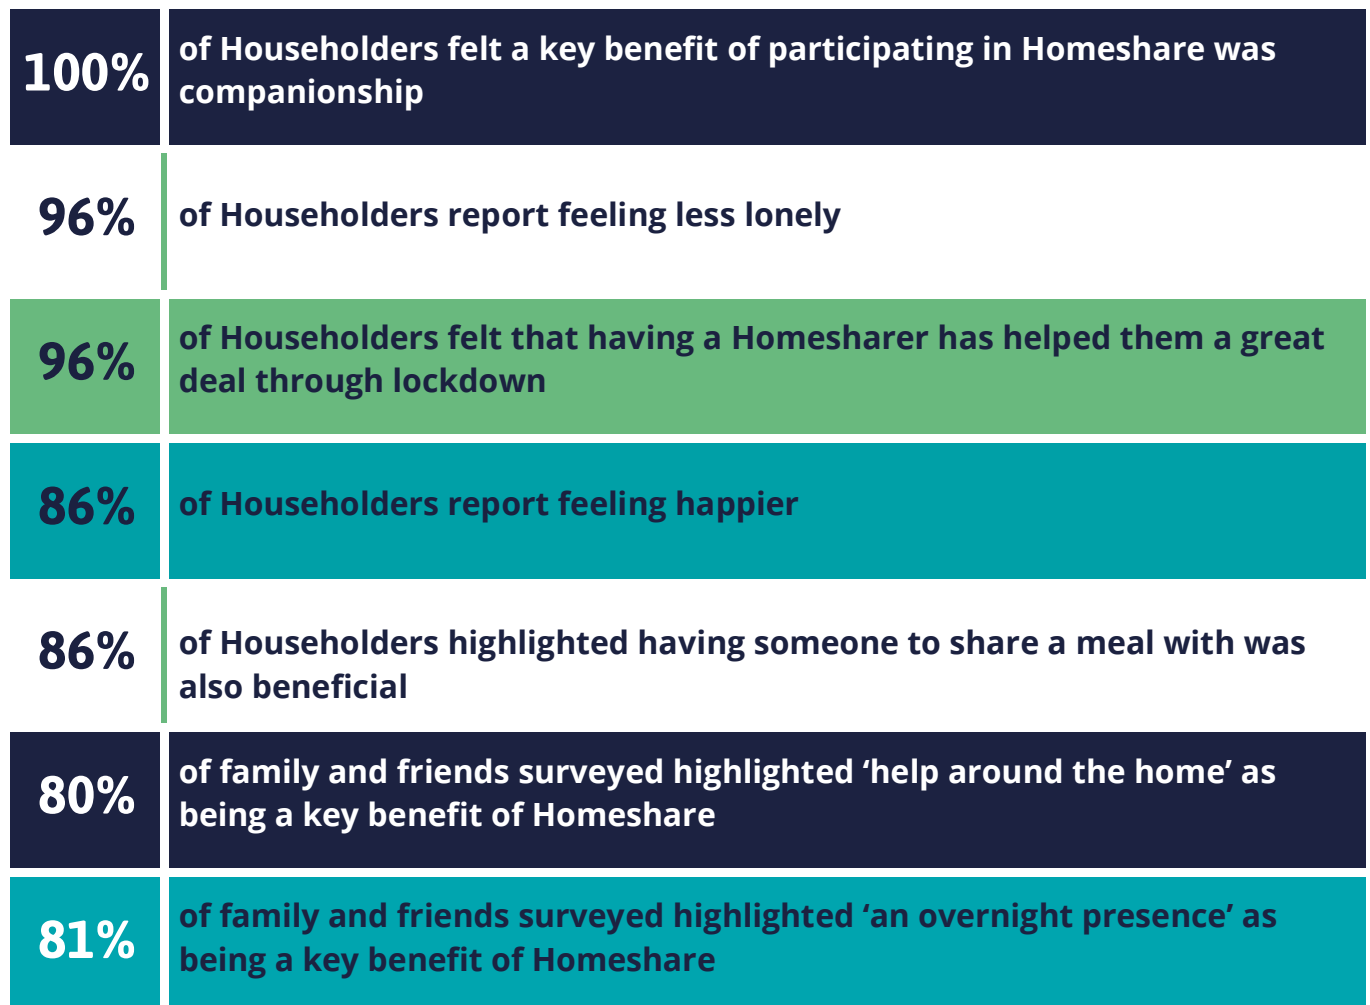 100%
of Householders felt a key benefit of participating in Homeshare was
companionship
96%
of Householders report feeling less lonely
96%
of Householders felt that having a Homesharer has helped them a great
deal through lockdown
86%
of Householders report feeling happier
86%
of Householders highlighted having someone to share a meal with was
also beneficial
80%
of family and friends surveyed highlighted ‘help around the home’ as
being a key benefit of Homeshare
81%
of family and friends surveyed highlighted ‘an overnight presence’ as
being a key benefit of Homeshare